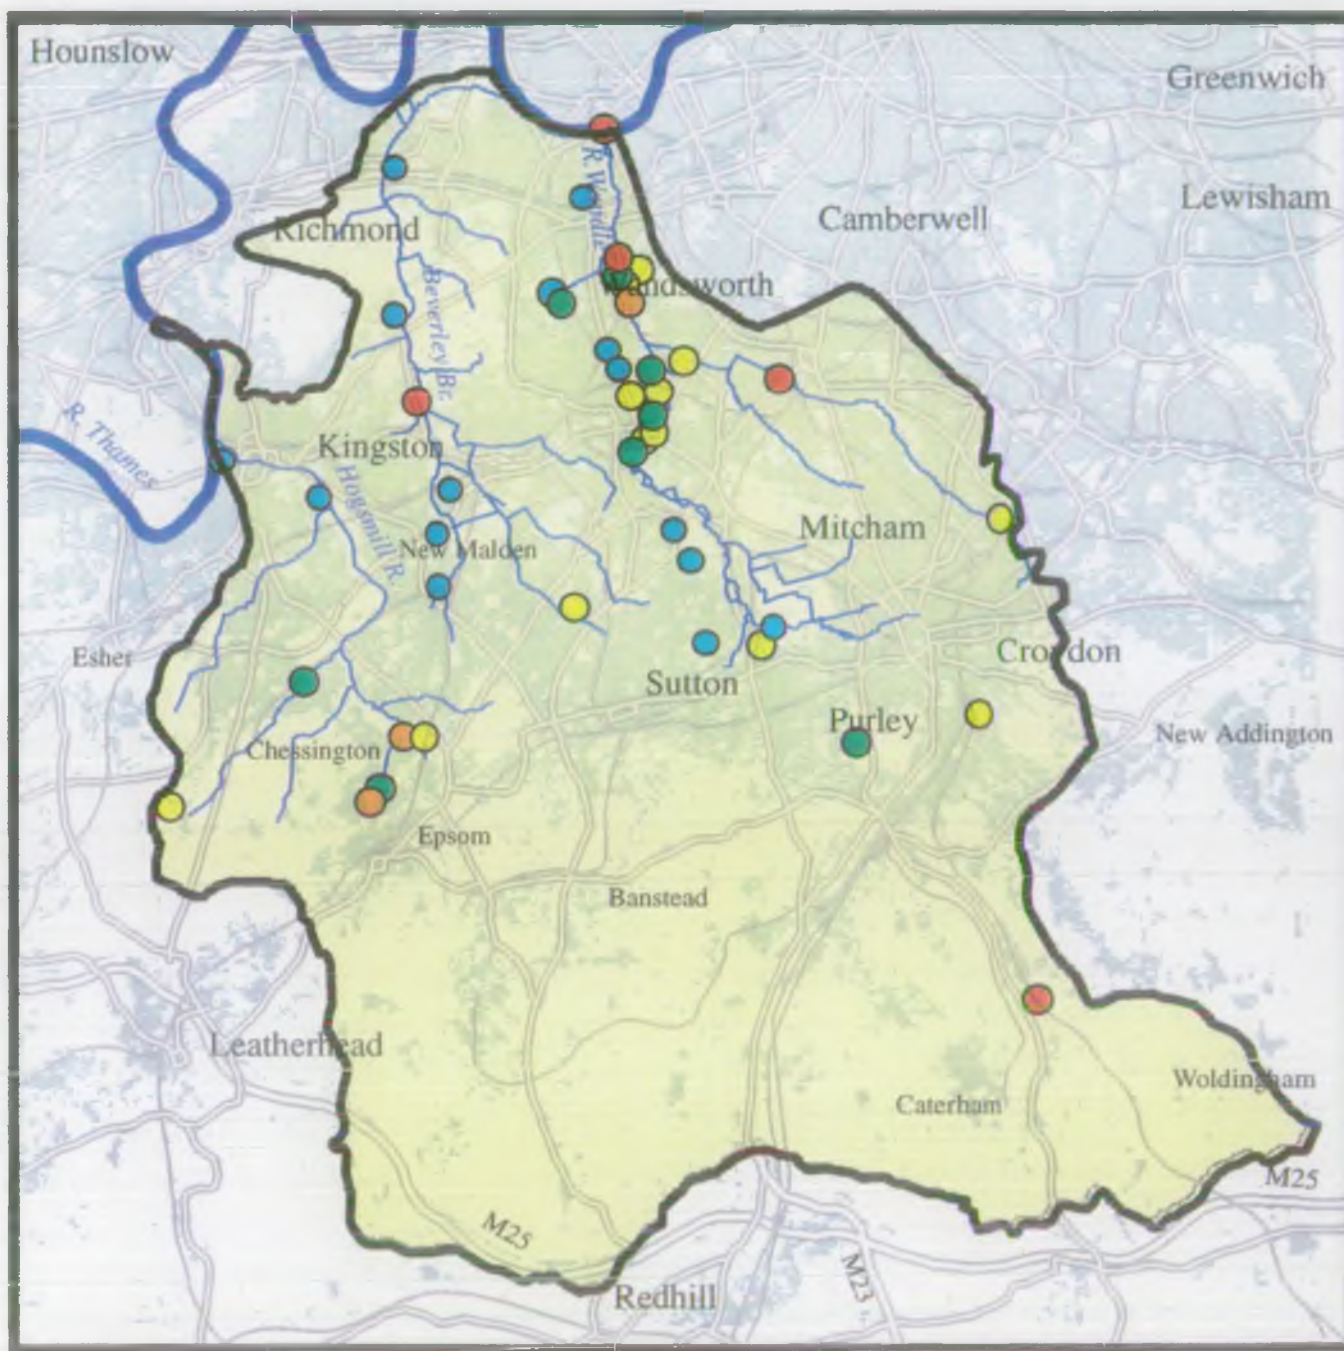 Hounslow
Greenwich
Lewisham
Camberwell
Richmond
R. Wandle
Wandsworth
Beverley Br.
R. Thames
Kingston
Hogsmill R.
Mitcham
New Malden
Esher
Croydon
Sutton
Purley
New Addington
Chessington
Epsom
Banstead
Leatherhead
Woldingham
Caterham
M25
M25
M23
Redhill